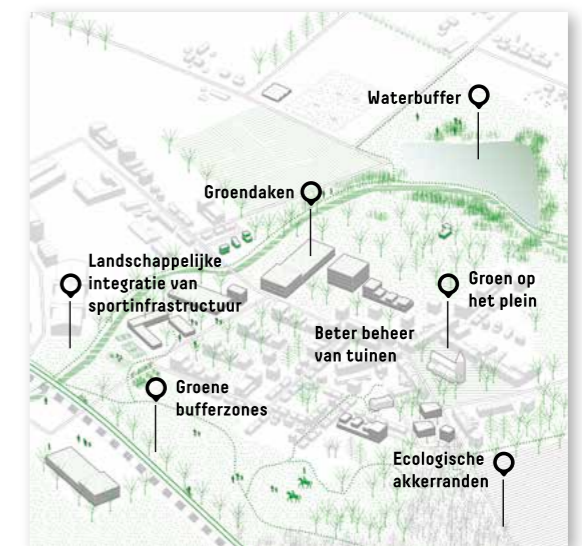 Waterbuffer
Groendaken
Landschappelijke
integratie van
sportinfrastructuur
Groen op
het plein
Beter beheer
van tuinen
Groene
bufferzones
Ecologische
akkerranden